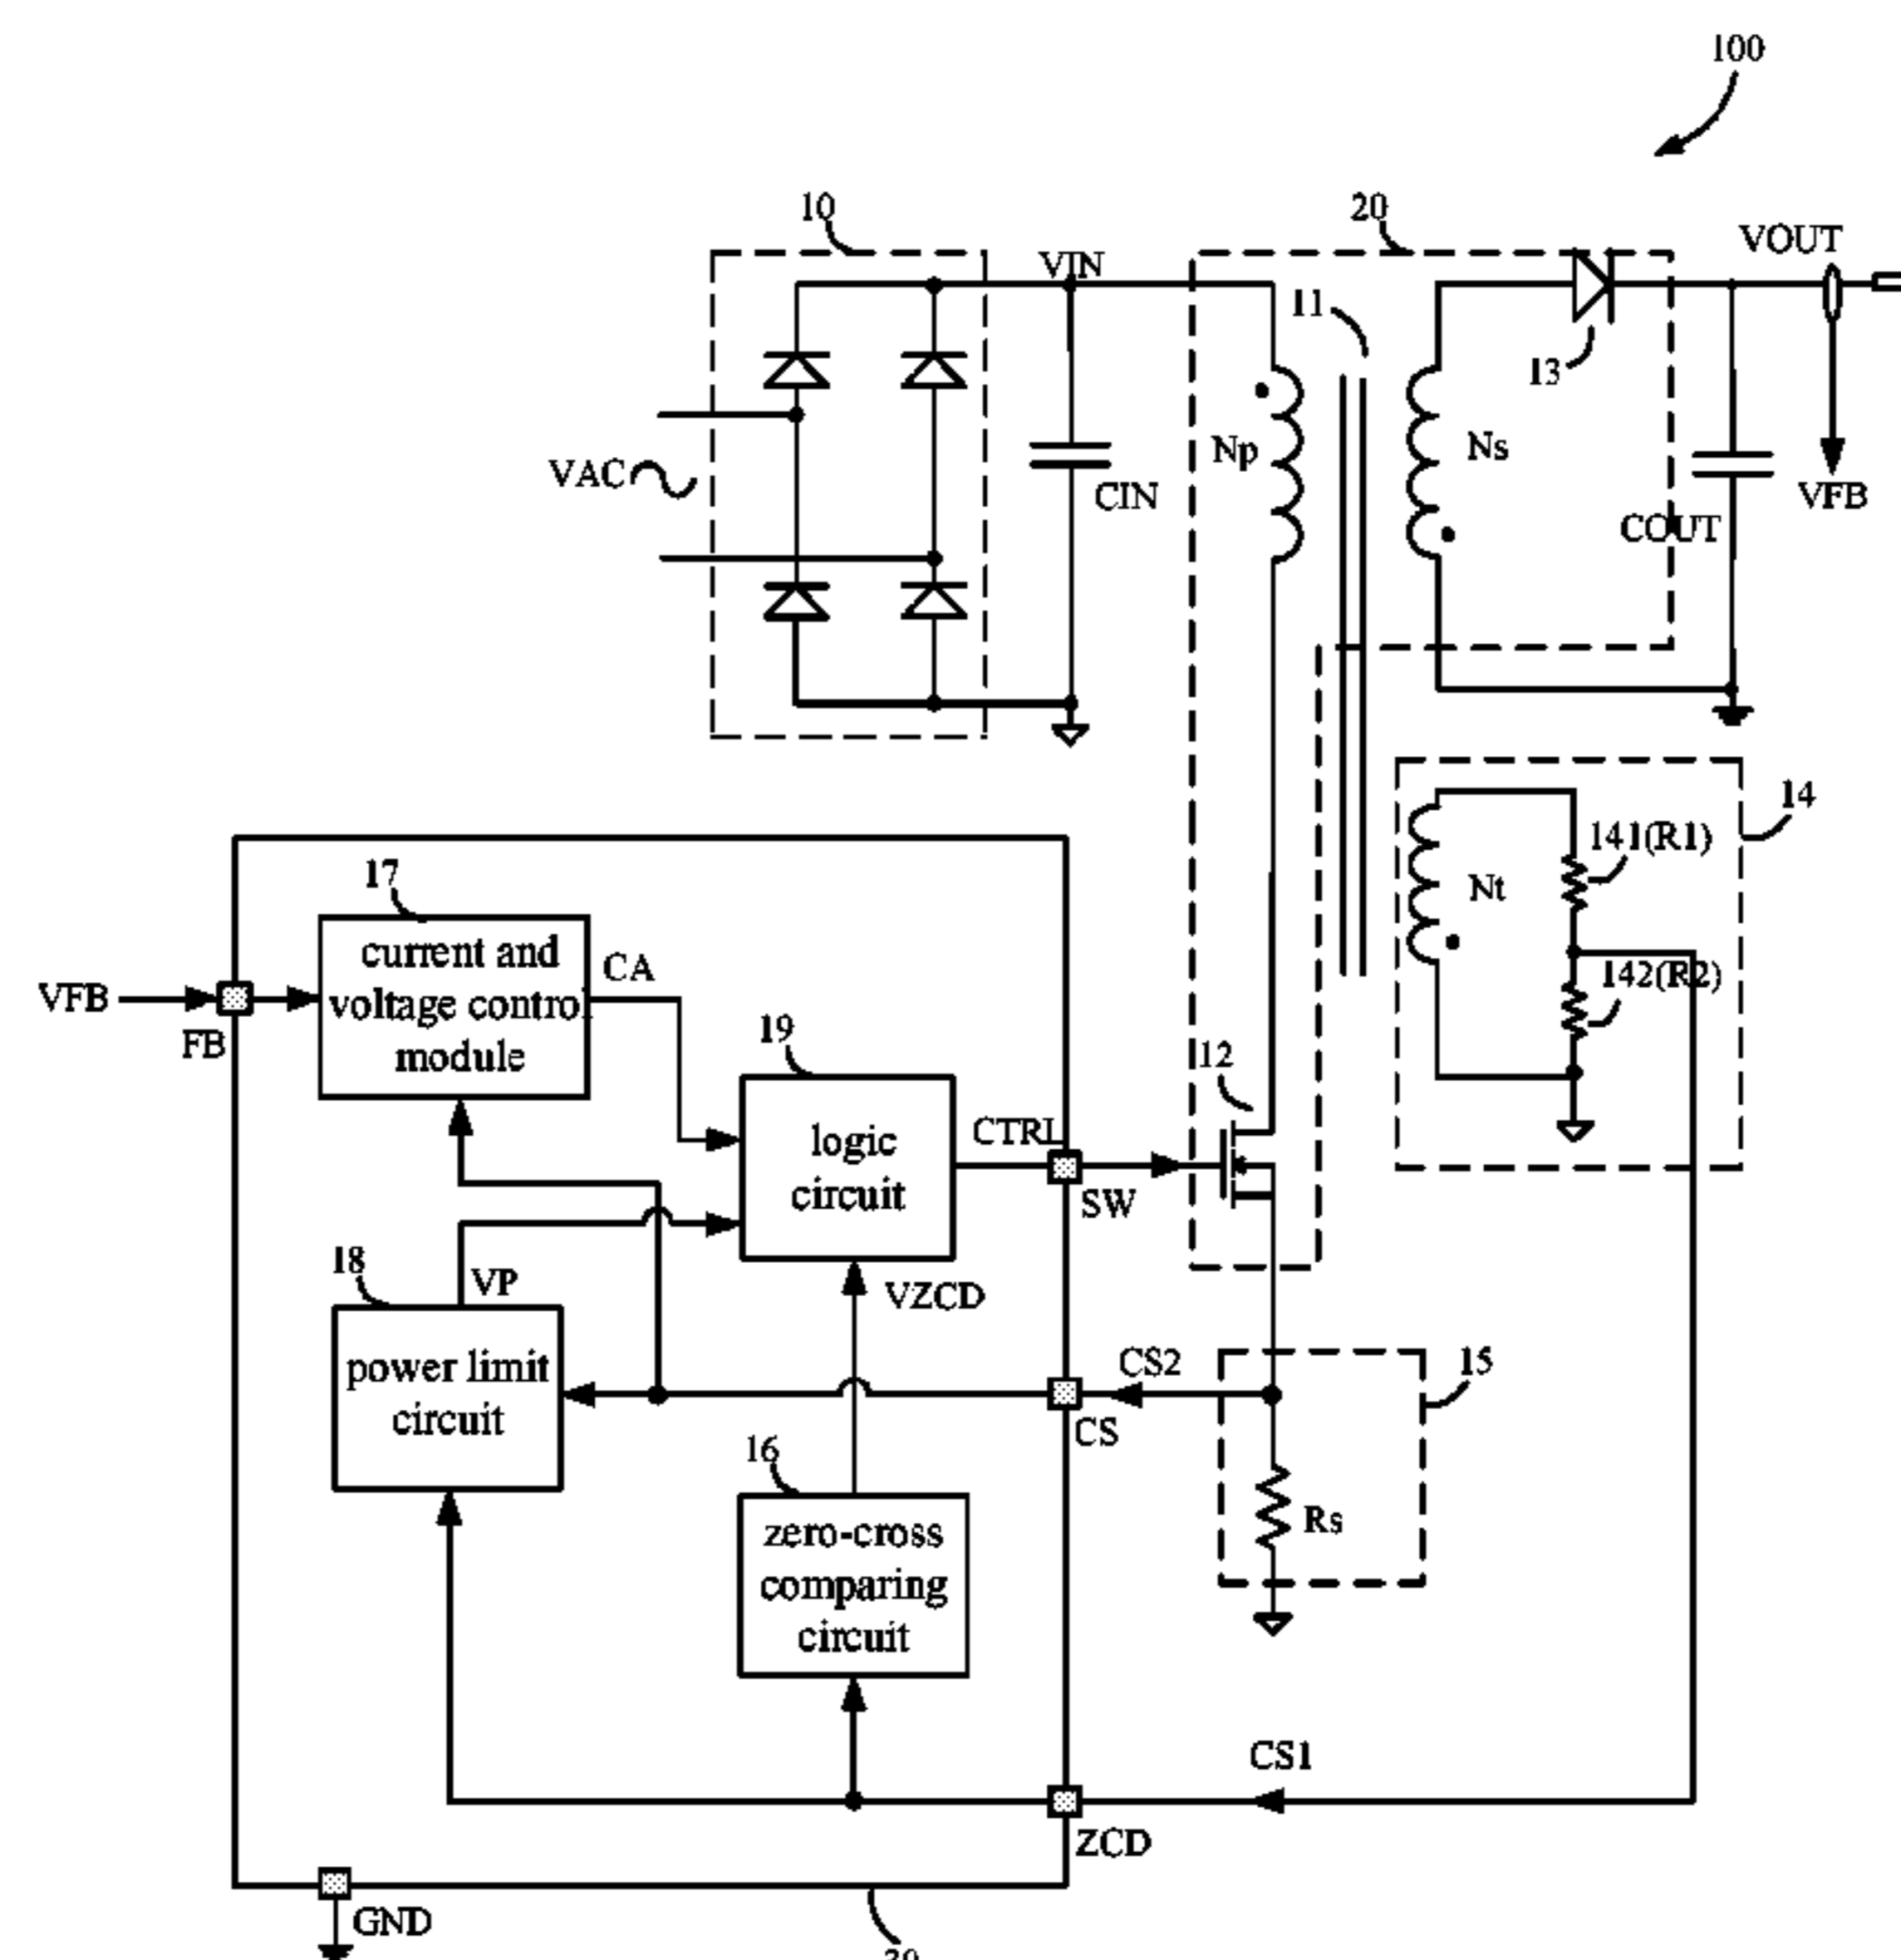 100
10
20
VIN
VOUT
11
13
Np
Ns
VAC
CIN
COUT
VFB
14
141(R1)
Nt
142(R2)
17
current and
voltage control
module
CA
VFB
FB
19
logic
circuit
12
CTRL
SW
18
VP
VZCD
power limit
circuit
CS2
15
CS
16
zero-cross
comparing
circuit
Rs
CS1
ZCD
GND